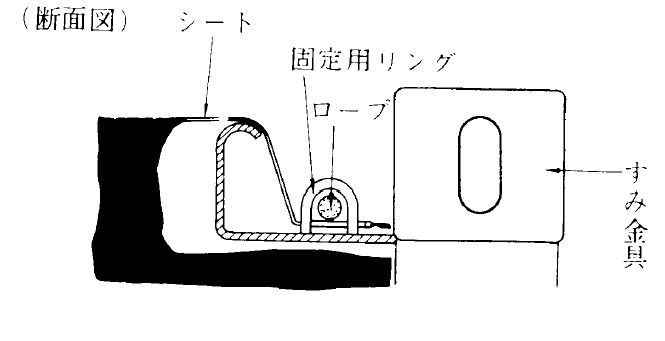 (断面図)
シート
固定用リング
ロープ
すみ金具